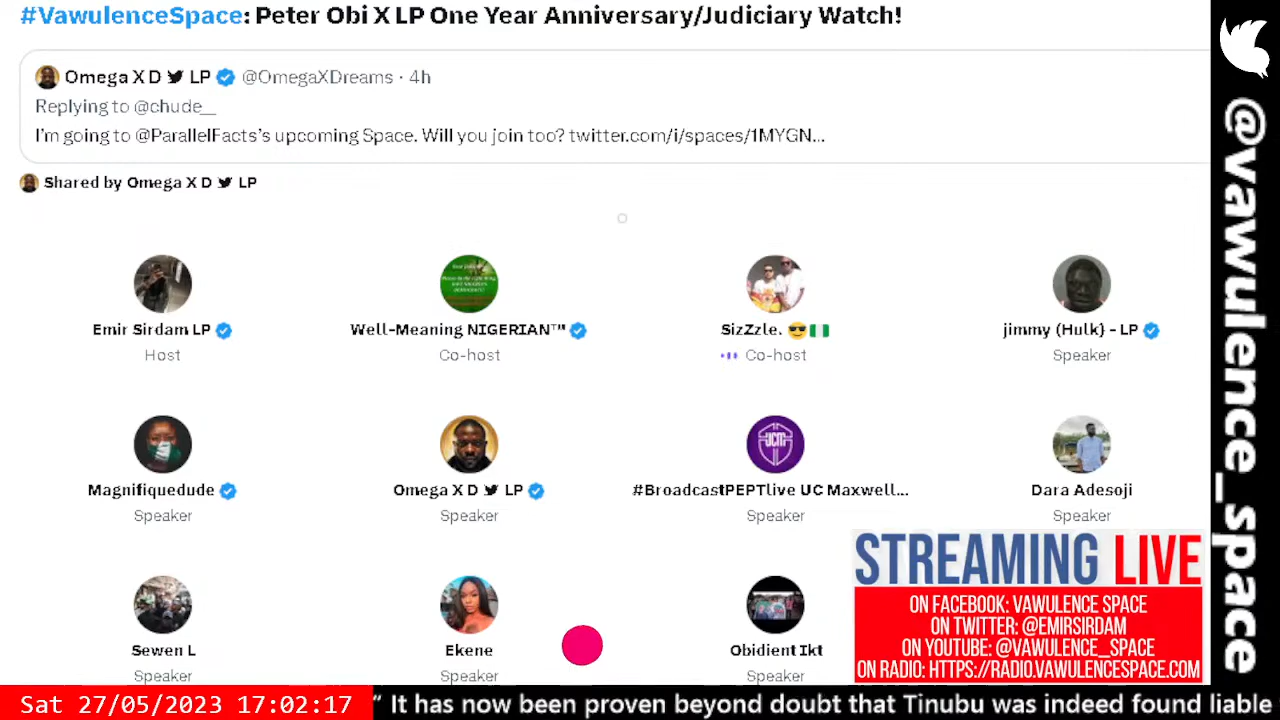 #VawulenceSpace: Peter Obi X LP One Year Anniversary/Judiciary Watch!
Omega X D LP @OmegaXDreams · 4h
Replying to @chude__
I'm going to @ParallelFacts's upcoming Space. Will you join too? twitter.com/i/spaces/1MYGN...
Shared by Omega X D LP
Emir Sirdam LP
Host
Well-Meaning NIGERIAN™
Co-host
SizZzle. 😎🇳🇬
Co-host
jimmy (Hulk) - LP
Speaker
Magnifiquedude
Speaker
Omega X D LP
Speaker
#BroadcastPEPTlive UC Maxwell...
Speaker
UCM
Dara Adesoji
Speaker
Sewen L
Speaker
Ekene
Speaker
Obidient Ikt
Speaker
STREAMING LIVE
ON FACEBOOK: VAWULENCE SPACE
ON TWITTER: @EMIRSIRDAM
ON YOUTUBE: @VAWULENCE_SPACE
ON RADIO: HTTPS://RADIO.VAWULENCESPACE.COM
@vawulence_space
Sat 27/05/2023 17:02:17
" It has now been proven beyond doubt that Tinubu was indeed found liable